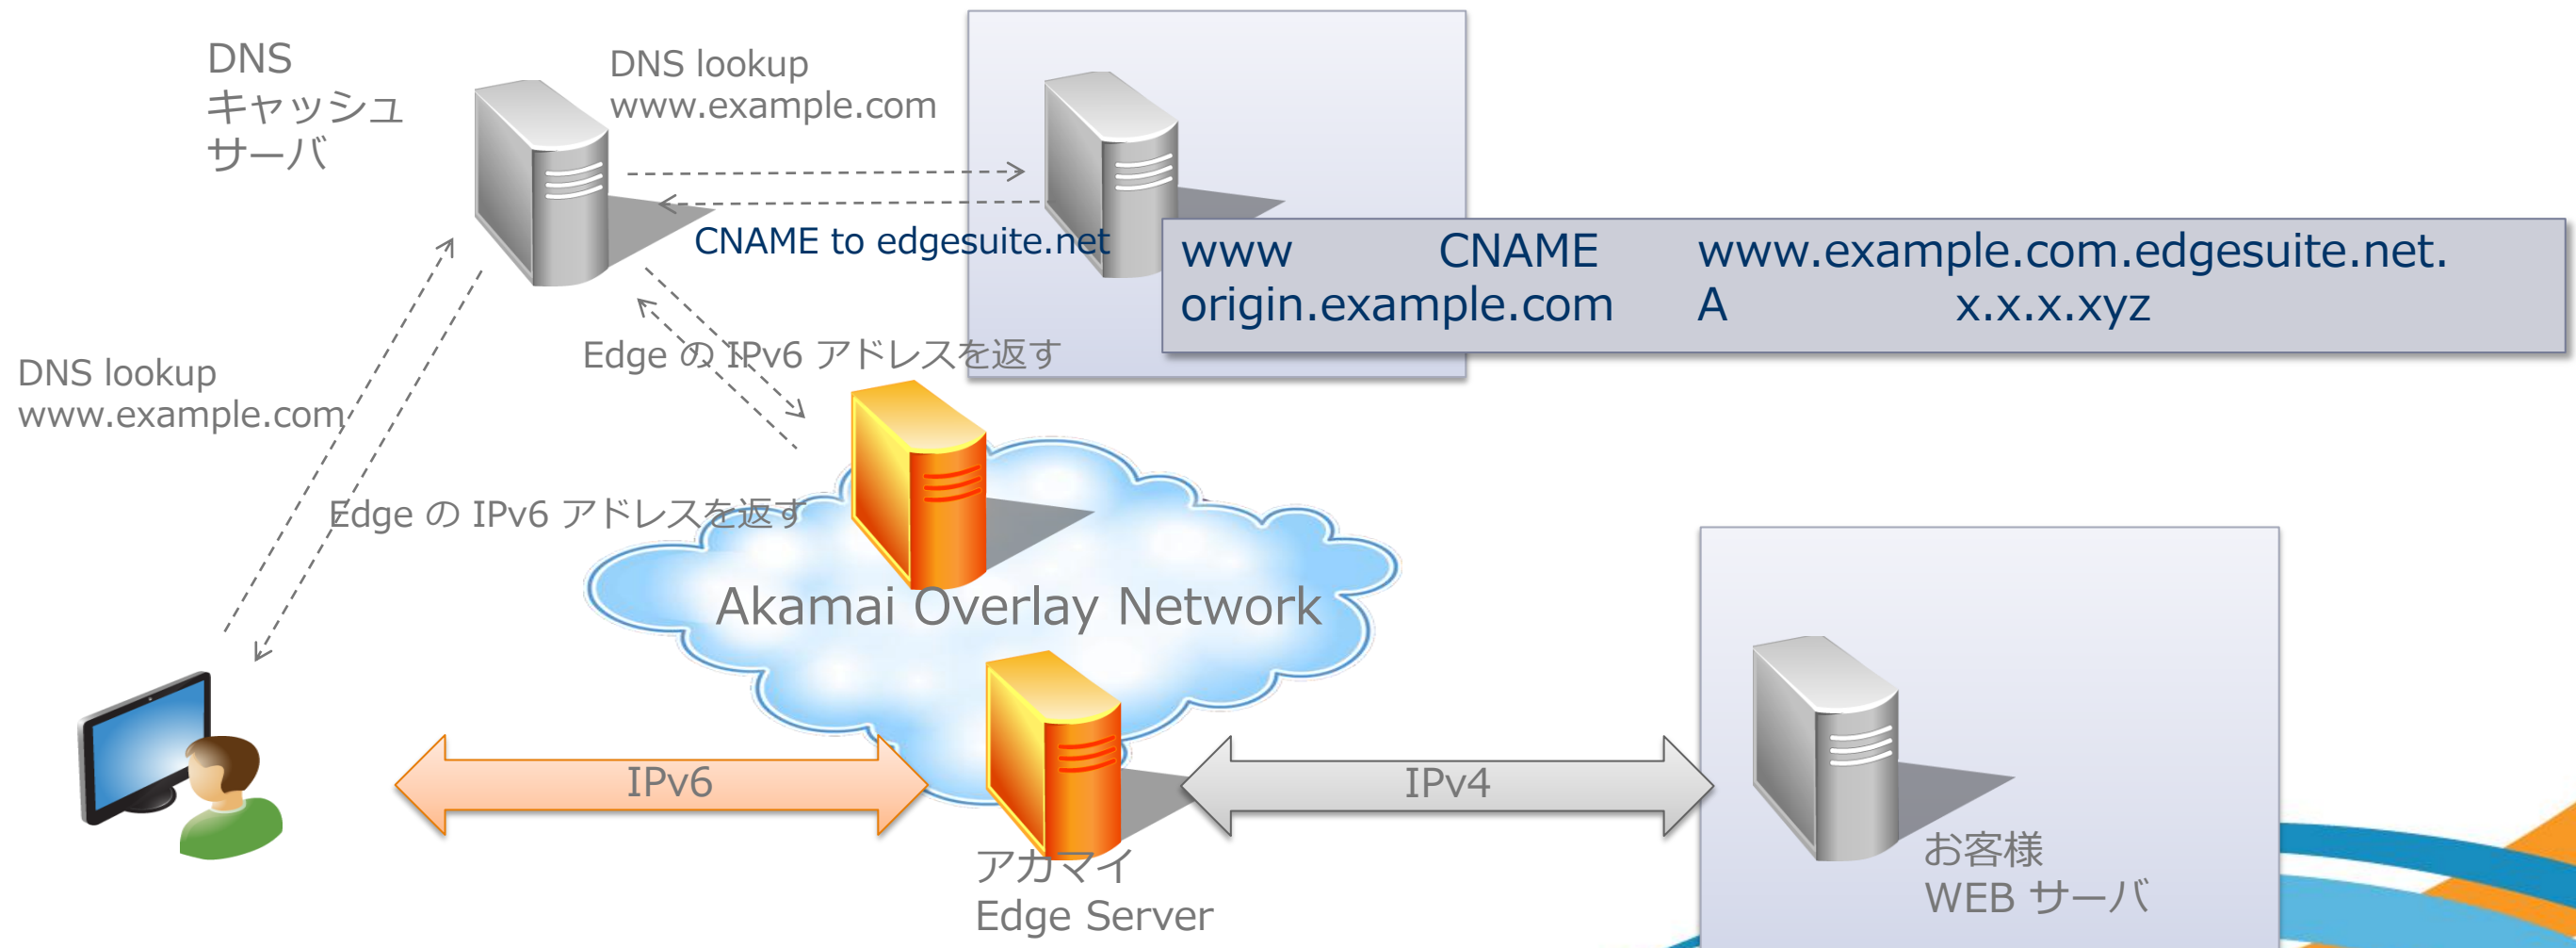 DNS
キャッシュ
サーバ
DNS lookup
www.example.com
CNAME to edgesuite.net
www CNAME www.example.com.edgesuite.net.
origin.example.com A x.x.x.xyz
Edge の IPv6 アドレスを返す
DNS lookup
www.example.com
Edge の IPv6 アドレスを返す
Akamai Overlay Network
IPv6
IPv4
アカマイ
Edge Server
お客様
WEB サーバ